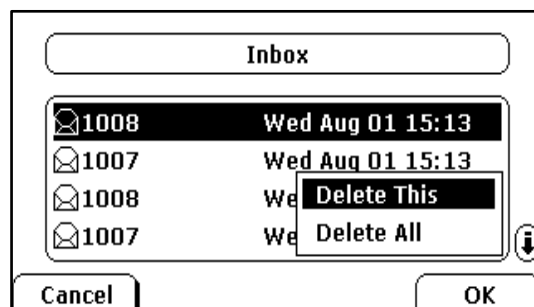 Inbox
1008 Wed Aug 01 15:13
1007 Wed Aug 01 15:13
1008 We
Delete This
1007 We
Delete All
Cancel OK